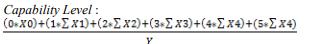 Capability Level :
(0*X0)+(1*∑ X1)+(2*∑ X2)+(3*∑ X3)+(4*∑ X4)+(5*∑ X4)
Y